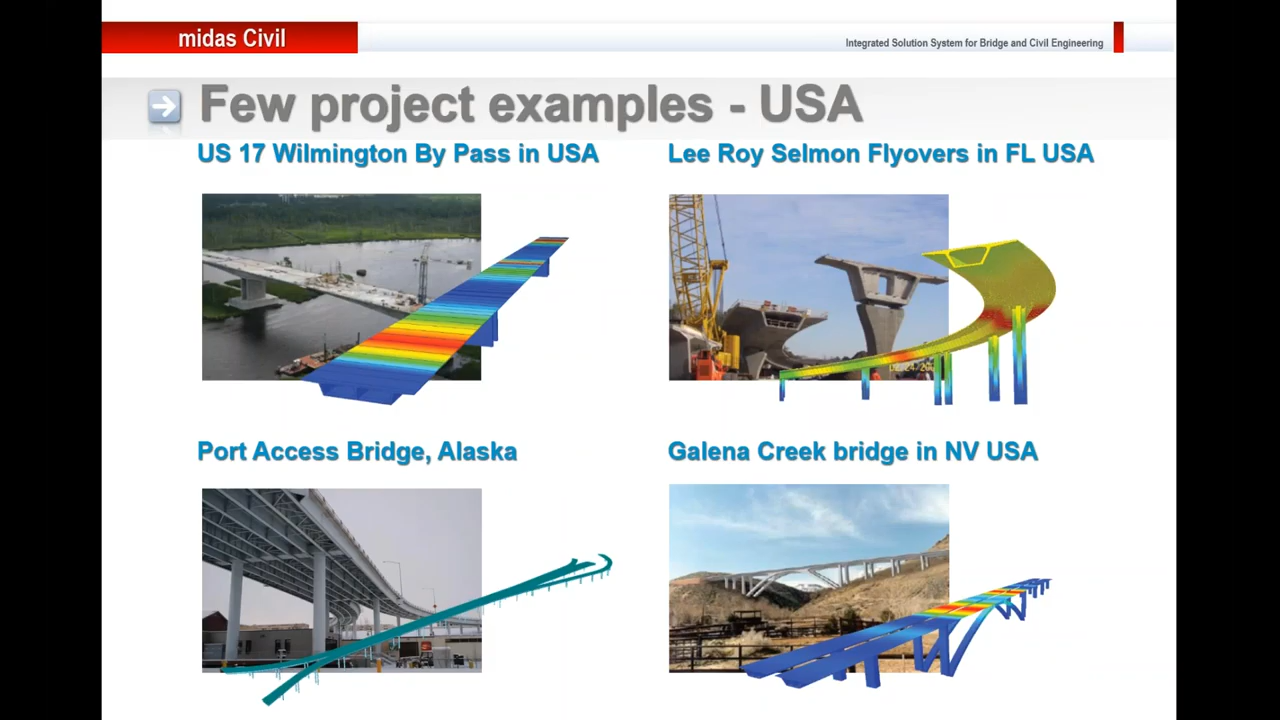 midas Civil
Integrated Solution System for Bridge and Civil Engineering
Few project examples - USA
US 17 Wilmington By Pass in USA
Lee Roy Selmon Flyovers in FL USA
Port Access Bridge, Alaska
Galena Creek bridge in NV USA